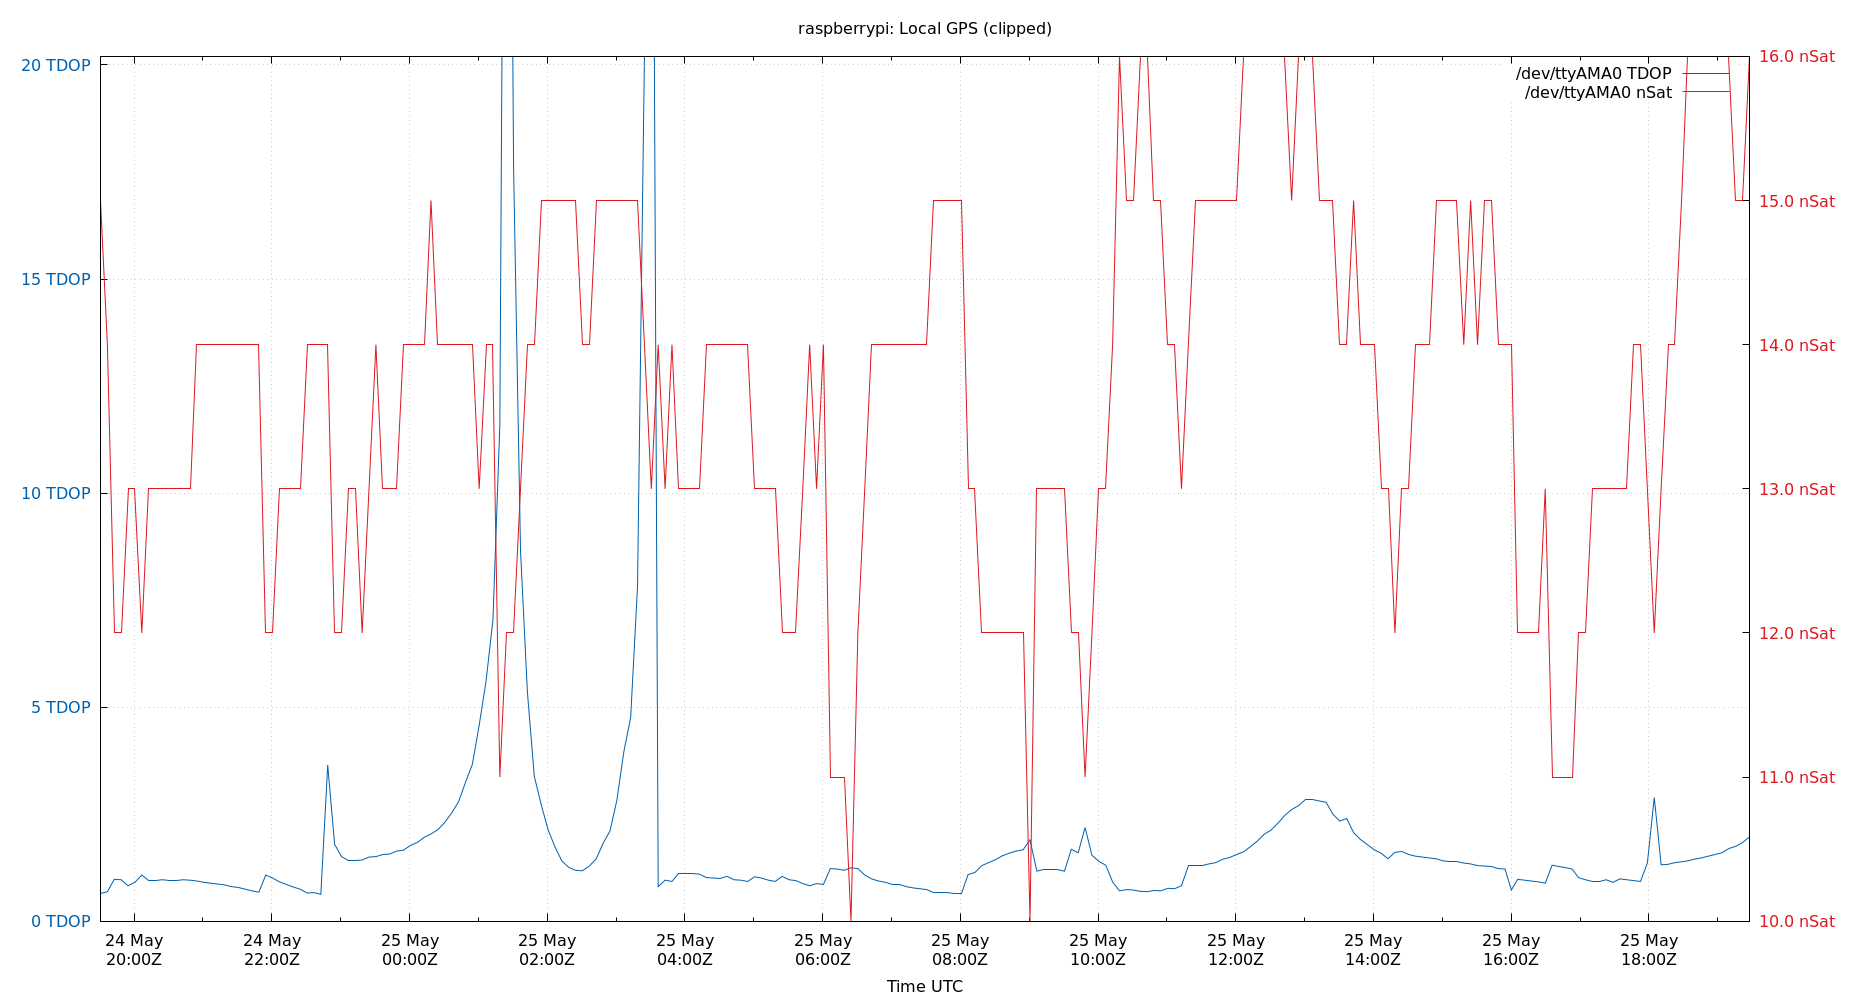 raspberrypi: Local GPS (clipped)
20 TDOP
15 TDOP
10 TDOP
5 TDOP
0 TDOP
16.0 nSat
15.0 nSat
14.0 nSat
13.0 nSat
12.0 nSat
11.0 nSat
10.0 nSat
/dev/ttyAMA0 TDOP
/dev/ttyAMA0 nSat
24 May
20:00Z
24 May
22:00Z
25 May
00:00Z
25 May
02:00Z
25 May
04:00Z
25 May
06:00Z
25 May
08:00Z
25 May
10:00Z
25 May
12:00Z
25 May
14:00Z
25 May
16:00Z
25 May
18:00Z
Time UTC